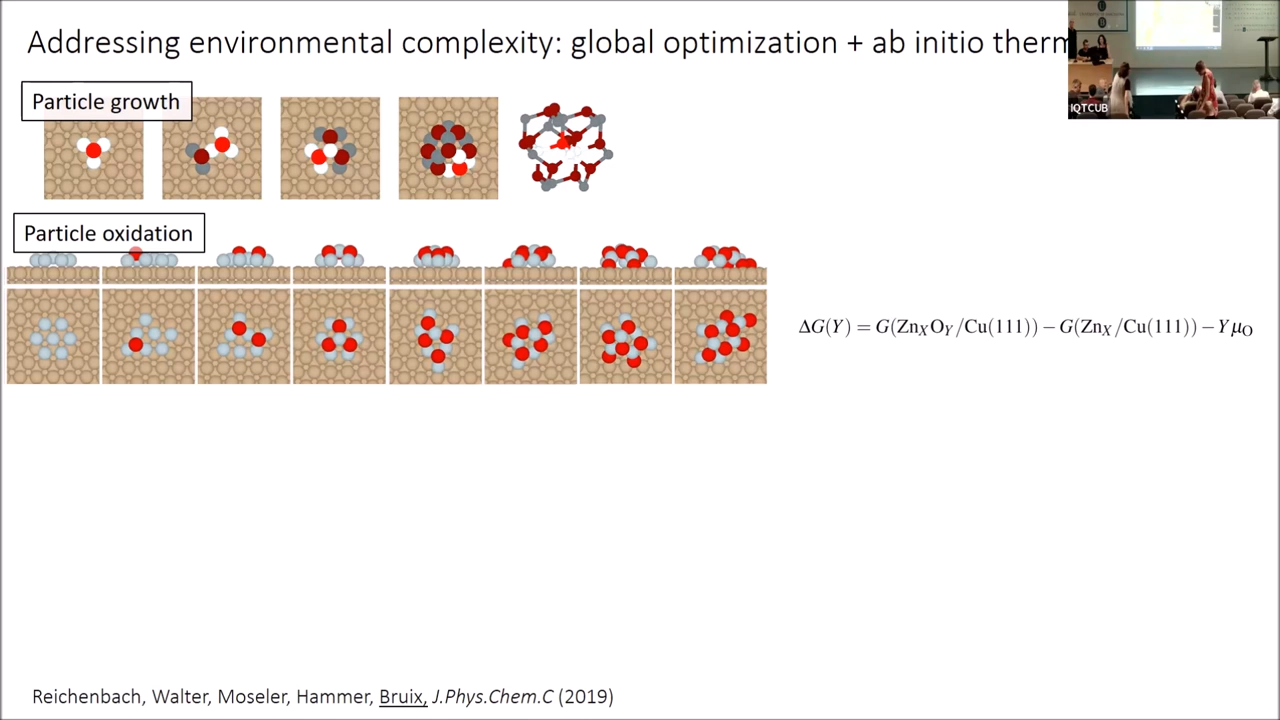 Addressing environmental complexity: global optimization + ab initio therm
IQTCUB
Particle growth
Particle oxidation
ΔG(Y) = G(Zn_XO_Y/Cu(111)) − G(Zn_X/Cu(111)) − Yμ_O
Reichenbach, Walter, Moseler, Hammer, Bruix, J.Phys.Chem.C (2019)